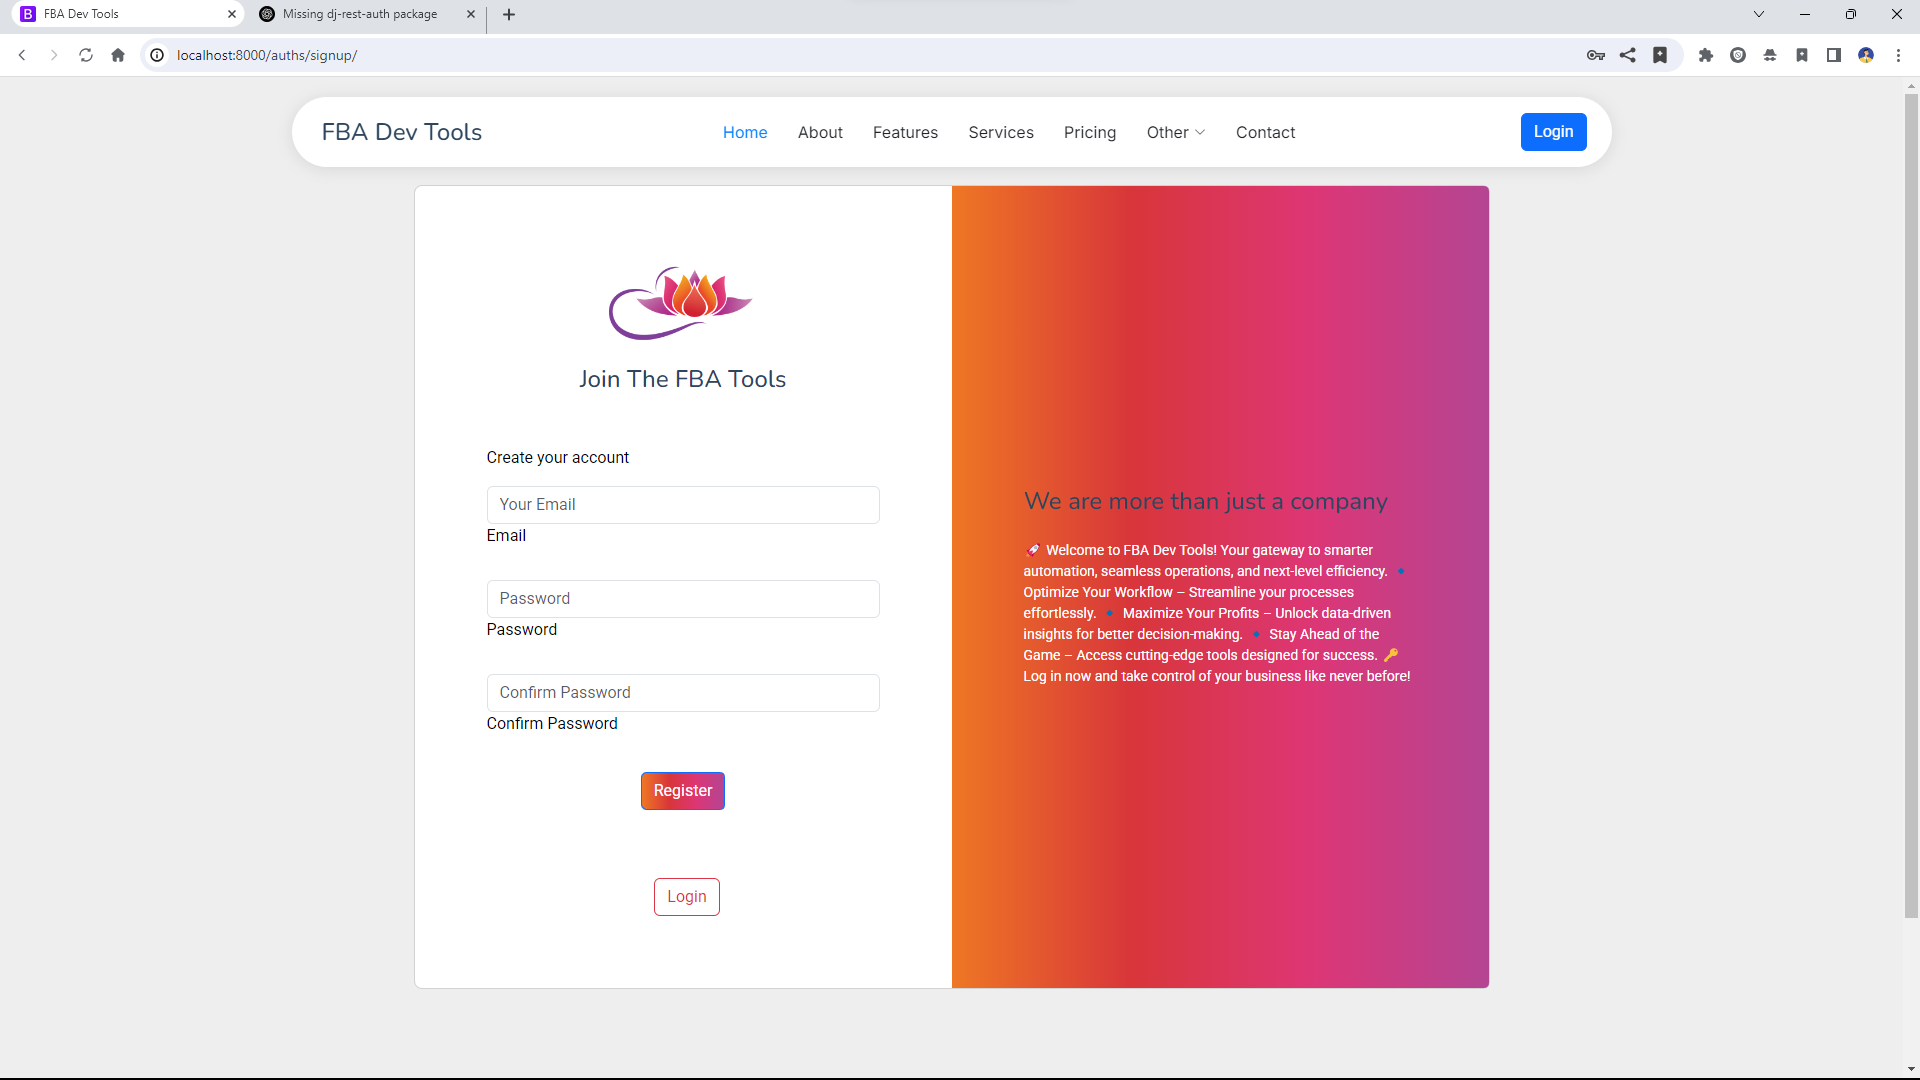 FBA Dev Tools
Missing dj-rest-auth package
localhost:8000/auths/signup/
FBA Dev Tools
Home
About
Features
Services
Pricing
Other
Contact
Login
Join The FBA Tools
Create your account
Your Email
Email
Password
Password
Confirm Password
Confirm Password
Register
Login
We are more than just a company
🚀 Welcome to FBA Dev Tools! Your gateway to smarter
automation, seamless operations, and next-level efficiency. 🔹
Optimize Your Workflow – Streamline your processes
effortlessly. 🔹 Maximize Your Profits – Unlock data-driven
insights for better decision-making. 🔹 Stay Ahead of the
Game – Access cutting-edge tools designed for success. 🔑
Log in now and take control of your business like never before!